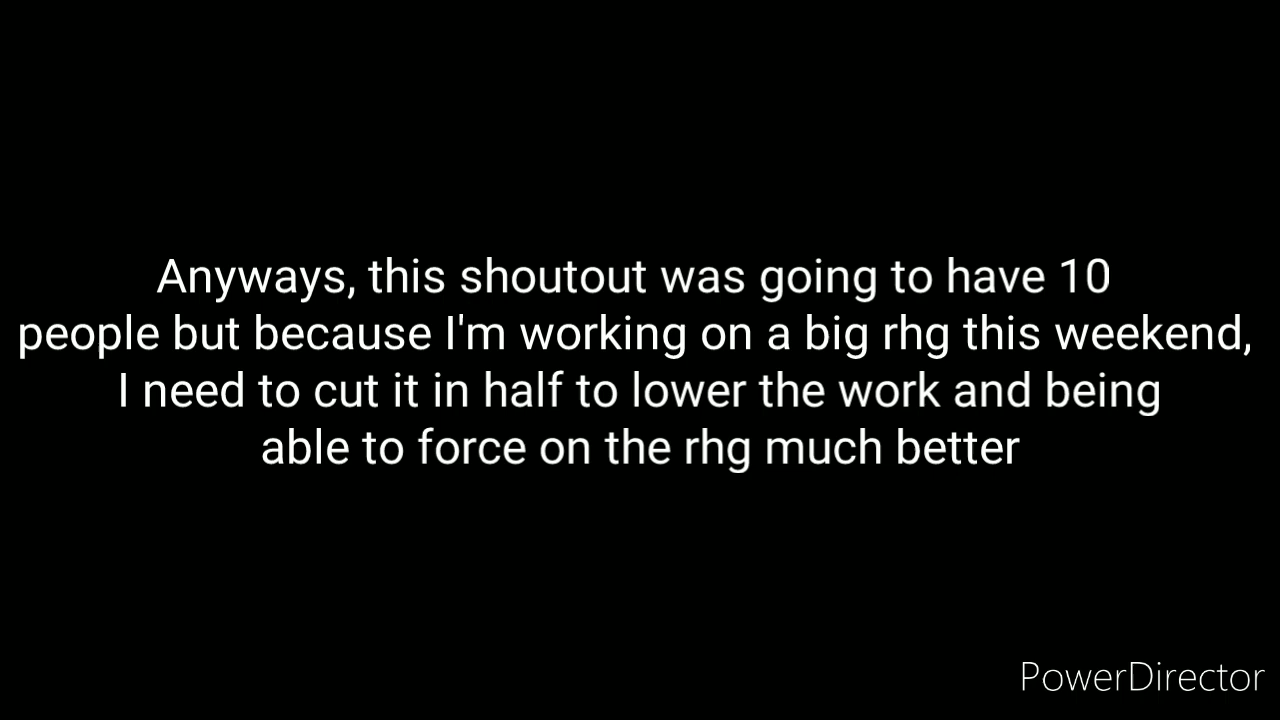 Anyways, this shoutout was going to have 10
people but because I'm working on a big rhg this weekend,
I need to cut it in half to lower the work and being
able to force on the rhg much better
PowerDirector